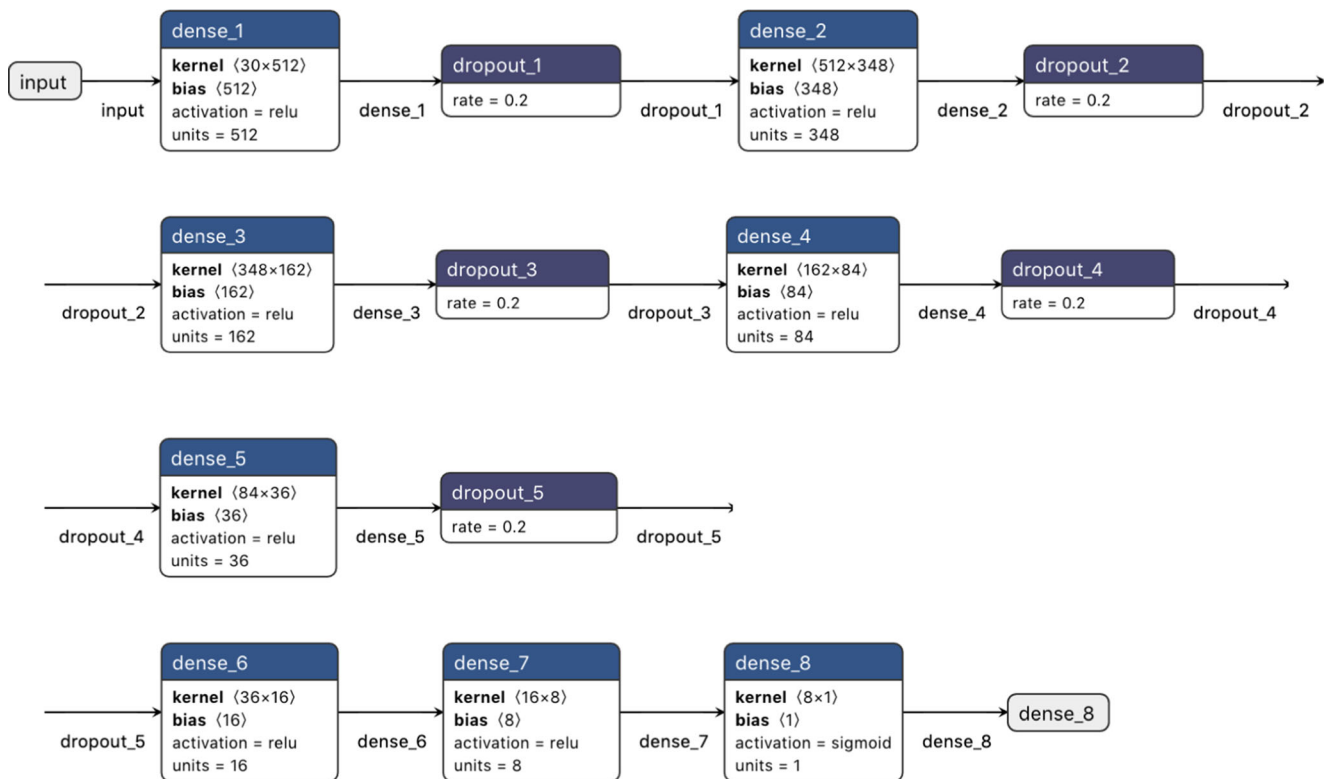 dense_1
kernel 〈30×512〉
bias 〈512〉
activation = relu
units = 512
dropout_1
rate = 0.2
dense_2
kernel 〈512×348〉
bias 〈348〉
activation = relu
units = 348
dropout_2
rate = 0.2
input
input
dense_1
dropout_1
dense_2
dropout_2
dense_3
kernel 〈348×162〉
bias 〈162〉
activation = relu
units = 162
dropout_3
rate = 0.2
dense_4
kernel 〈162×84〉
bias 〈84〉
activation = relu
units = 84
dropout_4
rate = 0.2
dropout_2
dense_3
dropout_3
dense_4
dropout_4
dense_5
kernel 〈84×36〉
bias 〈36〉
activation = relu
units = 36
dropout_5
rate = 0.2
dropout_4
dense_5
dropout_5
dense_6
kernel 〈36×16〉
bias 〈16〉
activation = relu
units = 16
dense_7
kernel 〈16×8〉
bias 〈8〉
activation = relu
units = 8
dense_8
kernel 〈8×1〉
bias 〈1〉
activation = sigmoid
units = 1
dense_8
dropout_5
dense_6
dense_7
dense_8